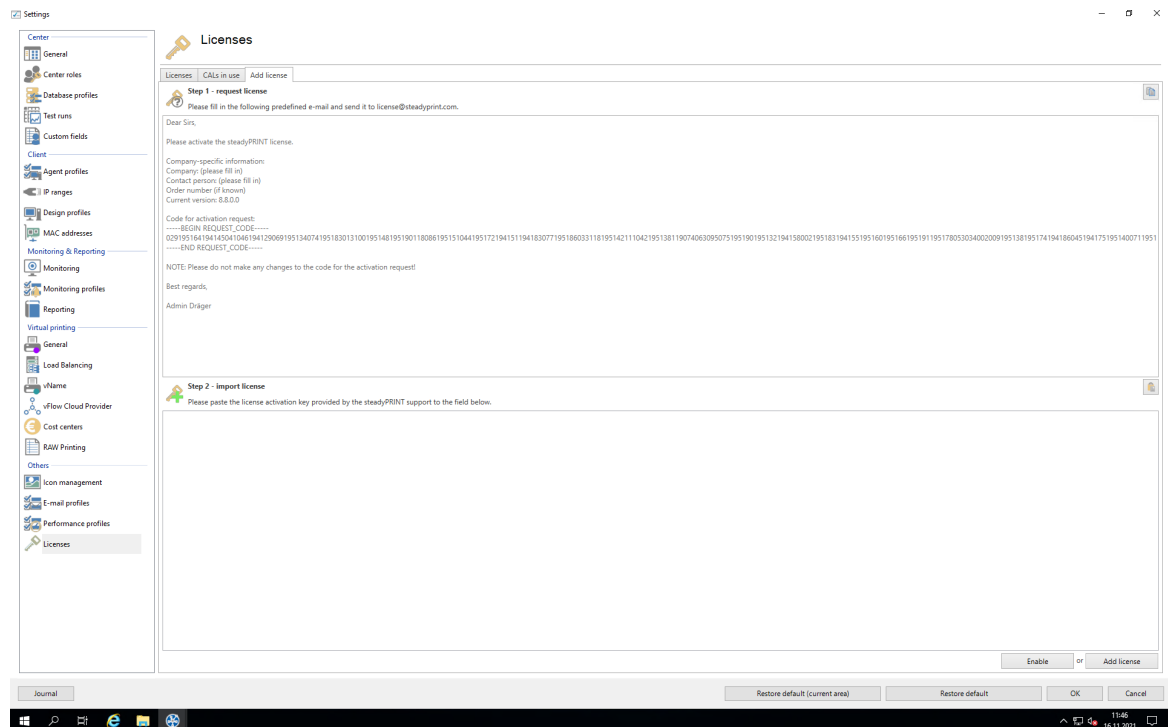 Settings
Center
General
Center roles
Database profiles
Test runs
Custom fields
Client
Agent profiles
IP ranges
Design profiles
MAC addresses
Monitoring & Reporting
Monitoring
Monitoring profiles
Reporting
Virtual printing
General
Load Balancing
vName
vFlow Cloud Provider
Cost centers
RAW Printing
Others
Icon management
E-mail profiles
Performance profiles
Licenses
Licenses
Licenses CALs in use Add license
Step 1 - request license
Please fill in the following predefined e-mail and send it to license@steadyprint.com.
Dear Sirs,
Please activate the steadyPRINT license.
Company-specific information:
Company: (please fill in)
Contact person: (please fill in)
Order number (if known)
Current version: 8.8.0.0
Code for activation request:
-----BEGIN REQUEST_CODE-----
-----END REQUEST_CODE-----
NOTE: Please do not make any changes to the code for the activation request!
Best regards,
Admin Dräger
Step 2 - import license
Please paste the license activation key provided by the steadyPRINT support to the field below.
Enable or Add license
Journal Restore default (current area) Restore default OK Cancel
11:46
16.11.2021